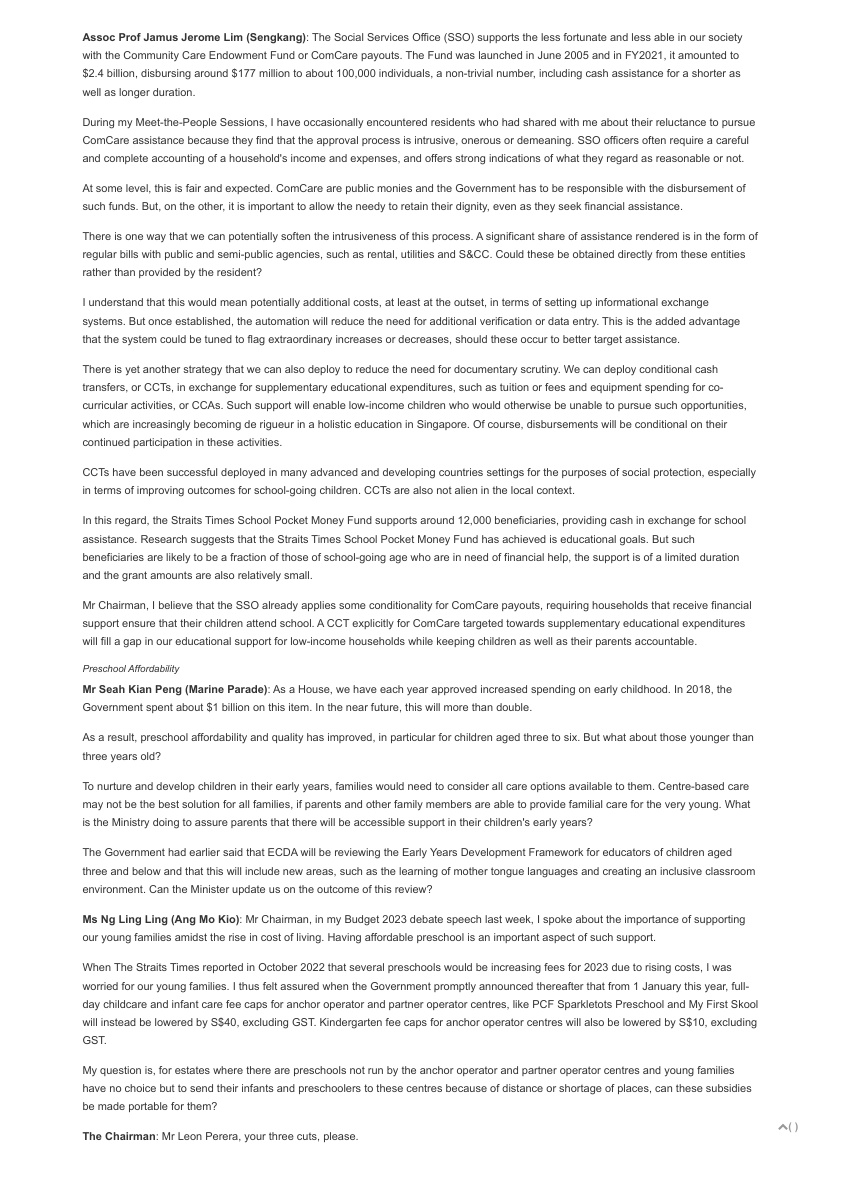 Assoc Prof Jamus Jerome Lim (Sengkang): The Social Services Office (SSO) supports the less fortunate and less able in our society
with the Community Care Endowment Fund or ComCare payouts. The Fund was launched in June 2005 and in FY2021, it amounted to
$2.4 billion, disbursing around $177 million to about 100,000 individuals, a non-trivial number, including cash assistance for a shorter as
well as longer duration.
During my Meet-the-People Sessions, I have occasionally encountered residents who had shared with me about their reluctance to pursue
ComCare assistance because they find that the approval process is intrusive, onerous or demeaning. SSO officers often require a careful
and complete accounting of a household's income and expenses, and offers strong indications of what they regard as reasonable or not.
At some level, this is fair and expected. ComCare are public monies and the Government has to be responsible with the disbursement of
such funds. But, on the other, it is important to allow the needy to retain their dignity, even as they seek financial assistance.
There is one way that we can potentially soften the intrusiveness of this process. A significant share of assistance rendered is in the form of
regular bills with public and semi-public agencies, such as rental, utilities and S&CC. Could these be obtained directly from these entities
rather than provided by the resident?
I understand that this would mean potentially additional costs, at least at the outset, in terms of setting up informational exchange
systems. But once established, the automation will reduce the need for additional verification or data entry. This is the added advantage
that the system could be tuned to flag extraordinary increases or decreases, should these occur to better target assistance.
There is yet another strategy that we can also deploy to reduce the need for documentary scrutiny. We can deploy conditional cash
transfers, or CCTs, in exchange for supplementary educational expenditures, such as tuition or fees and equipment spending for co-
curricular activities, or CCAs. Such support will enable low-income children who would otherwise be unable to pursue such opportunities,
which are increasingly becoming de rigueur in a holistic education in Singapore. Of course, disbursements will be conditional on their
continued participation in these activities.
CCTs have been successful deployed in many advanced and developing countries settings for the purposes of social protection, especially
in terms of improving outcomes for school-going children. CCTs are also not alien in the local context.
In this regard, the Straits Times School Pocket Money Fund supports around 12,000 beneficiaries, providing cash in exchange for school
assistance. Research suggests that the Straits Times School Pocket Money Fund has achieved is educational goals. But such
beneficiaries are likely to be a fraction of those of school-going age who are in need of financial help, the support is of a limited duration
and the grant amounts are also relatively small.
Mr Chairman, I believe that the SSO already applies some conditionality for ComCare payouts, requiring households that receive financial
support ensure that their children attend school. A CCT explicitly for ComCare targeted towards supplementary educational expenditures
will fill a gap in our educational support for low-income households while keeping children as well as their parents accountable.
Preschool Affordability
Mr Seah Kian Peng (Marine Parade): As a House, we have each year approved increased spending on early childhood. In 2018, the
Government spent about $1 billion on this item. In the near future, this will more than double.
As a result, preschool affordability and quality has improved, in particular for children aged three to six. But what about those younger than
three years old?
To nurture and develop children in their early years, families would need to consider all care options available to them. Centre-based care
may not be the best solution for all families, if parents and other family members are able to provide familial care for the very young. What
is the Ministry doing to assure parents that there will be accessible support in their children's early years?
The Government had earlier said that ECDA will be reviewing the Early Years Development Framework for educators of children aged
three and below and that this will include new areas, such as the learning of mother tongue languages and creating an inclusive classroom
environment. Can the Minister update us on the outcome of this review?
Ms Ng Ling Ling (Ang Mo Kio): Mr Chairman, in my Budget 2023 debate speech last week, I spoke about the importance of supporting
our young families amidst the rise in cost of living. Having affordable preschool is an important aspect of such support.
When The Straits Times reported in October 2022 that several preschools would be increasing fees for 2023 due to rising costs, I was
worried for our young families. I thus felt assured when the Government promptly announced thereafter that from 1 January this year, full-
day childcare and infant care fee caps for anchor operator and partner operator centres, like PCF Sparkletots Preschool and My First Skool
will instead be lowered by S$40, excluding GST. Kindergarten fee caps for anchor operator centres will also be lowered by S$10, excluding
GST.
My question is, for estates where there are preschools not run by the anchor operator and partner operator centres and young families
have no choice but to send their infants and preschoolers to these centres because of distance or shortage of places, can these subsidies
be made portable for them?
The Chairman: Mr Leon Perera, your three cuts, please.
( )